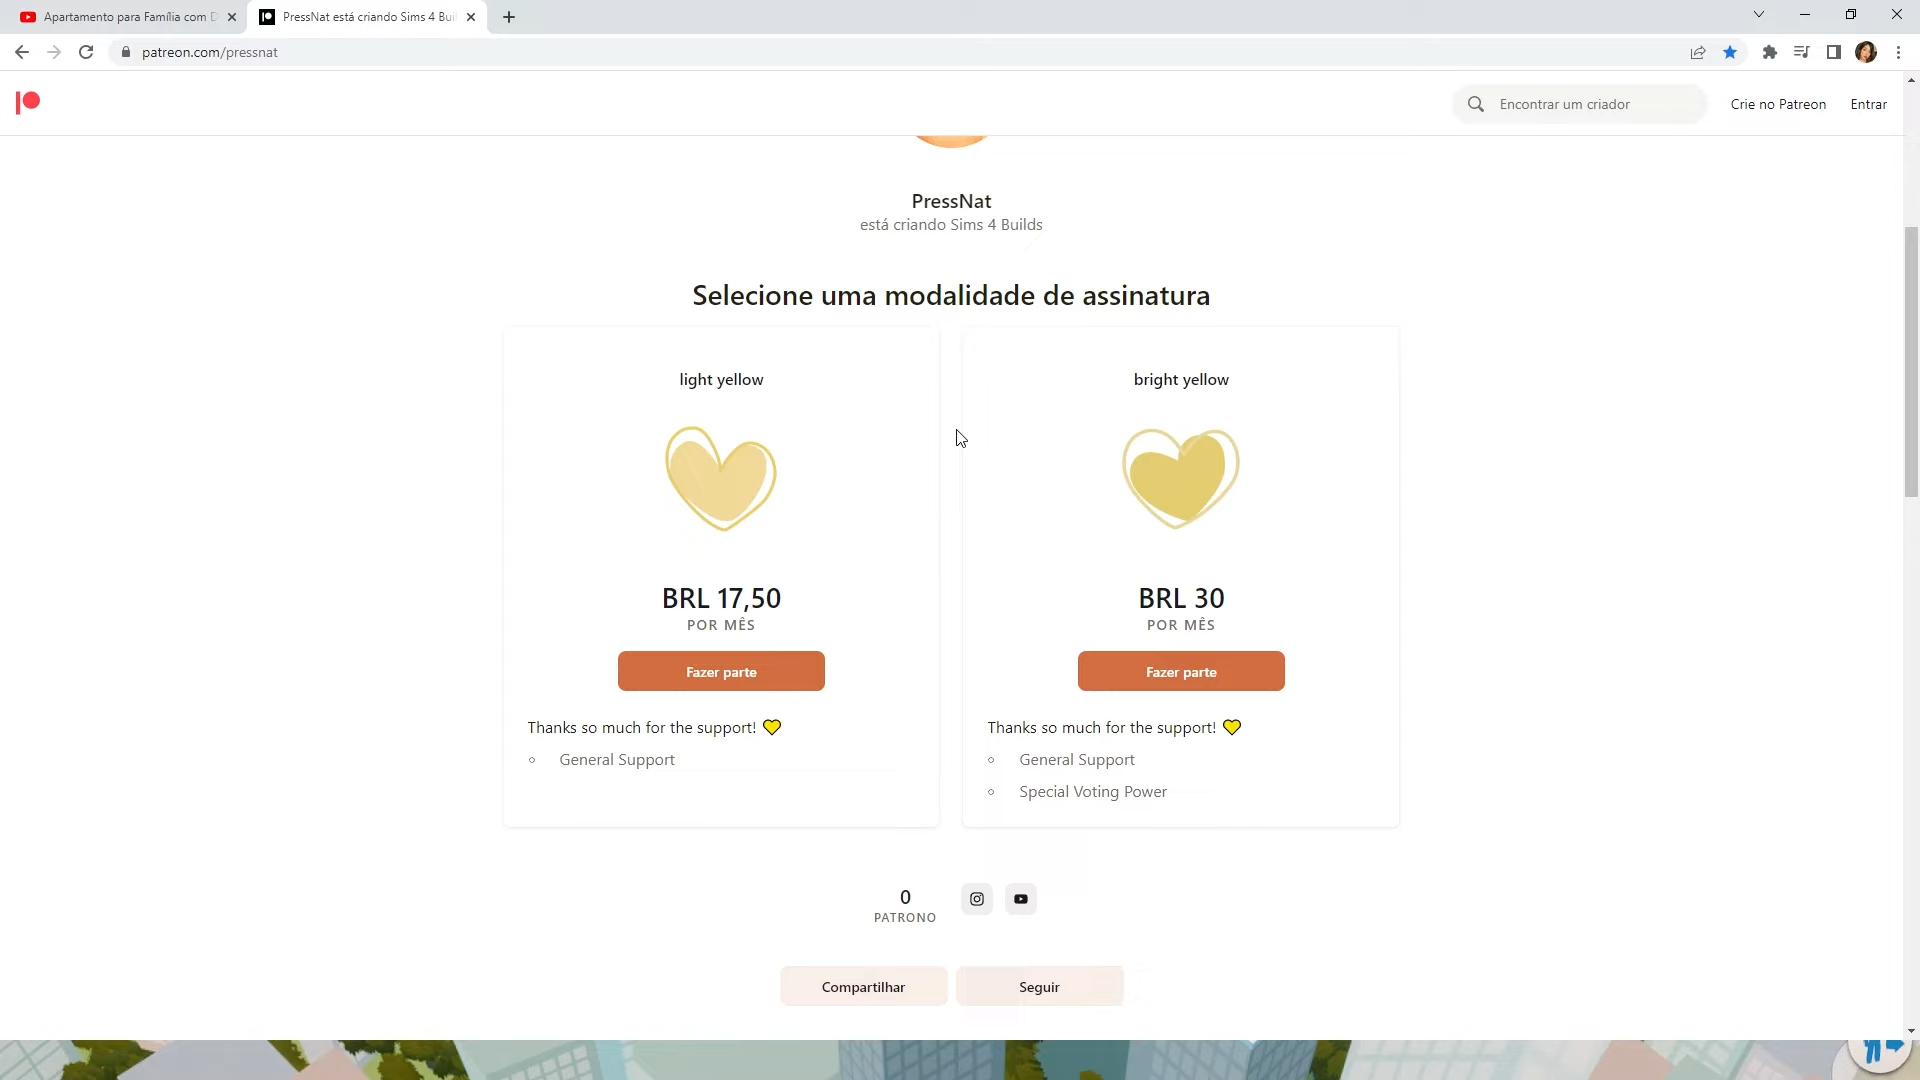 Apartamento para Família com D
PressNat está criando Sims 4 Buil
patreon.com/pressnat
Encontrar um criador
Crie no Patreon
Entrar
PressNat
está criando Sims 4 Builds
Selecione uma modalidade de assinatura
light yellow
BRL 17,50
POR MÊS
Fazer parte
Thanks so much for the support! 💛
General Support
bright yellow
BRL 30
POR MÊS
Fazer parte
Thanks so much for the support! 💛
General Support
Special Voting Power
0
PATRONO
Compartilhar
Seguir